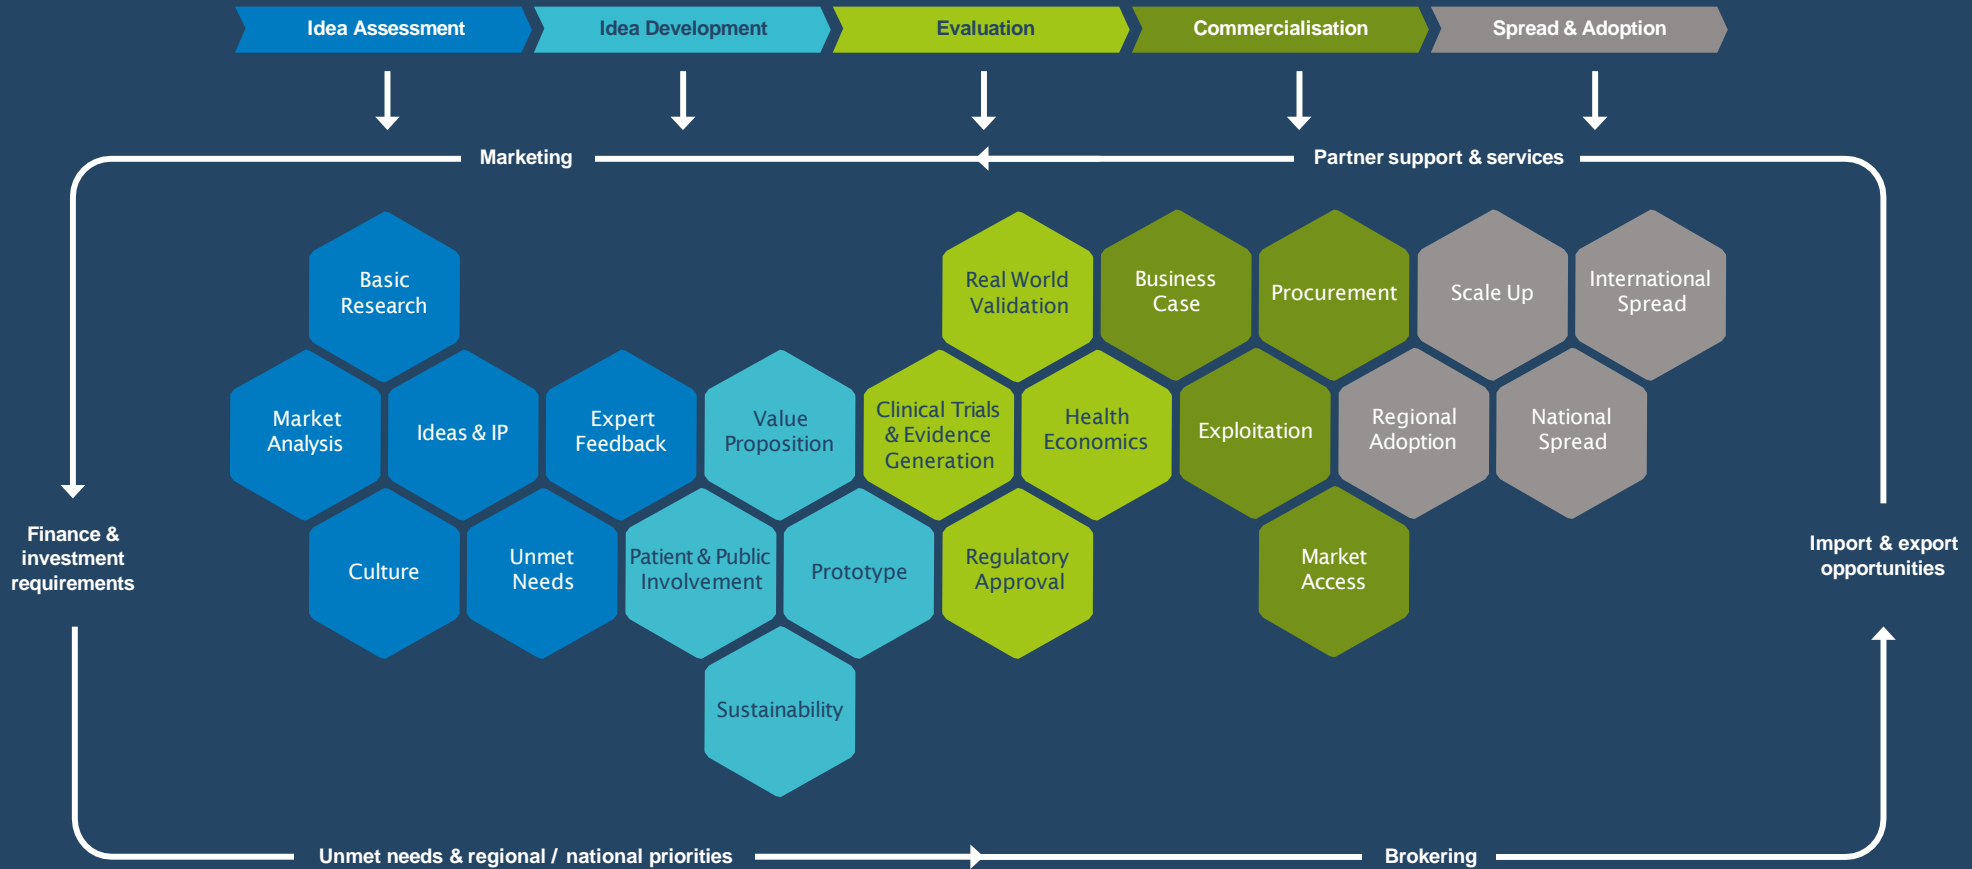 Idea Assessment
Idea Development
Evaluation
Commercialisation
Spread & Adoption
Marketing
Partner support & services
Basic
Research
Real World
Validation
Business
Case
Procurement
Scale Up
International
Spread
Market
Analysis
Ideas & IP
Expert
Feedback
Value
Proposition
Clinical Trials
& Evidence
Generation
Health
Economics
Exploitation
Regional
Adoption
National
Spread
Finance &
investment
requirements
Culture
Unmet
Needs
Patient & Public
Involvement
Prototype
Regulatory
Approval
Market
Access
Import & export
opportunities
Sustainability
Unmet needs & regional / national priorities
Brokering